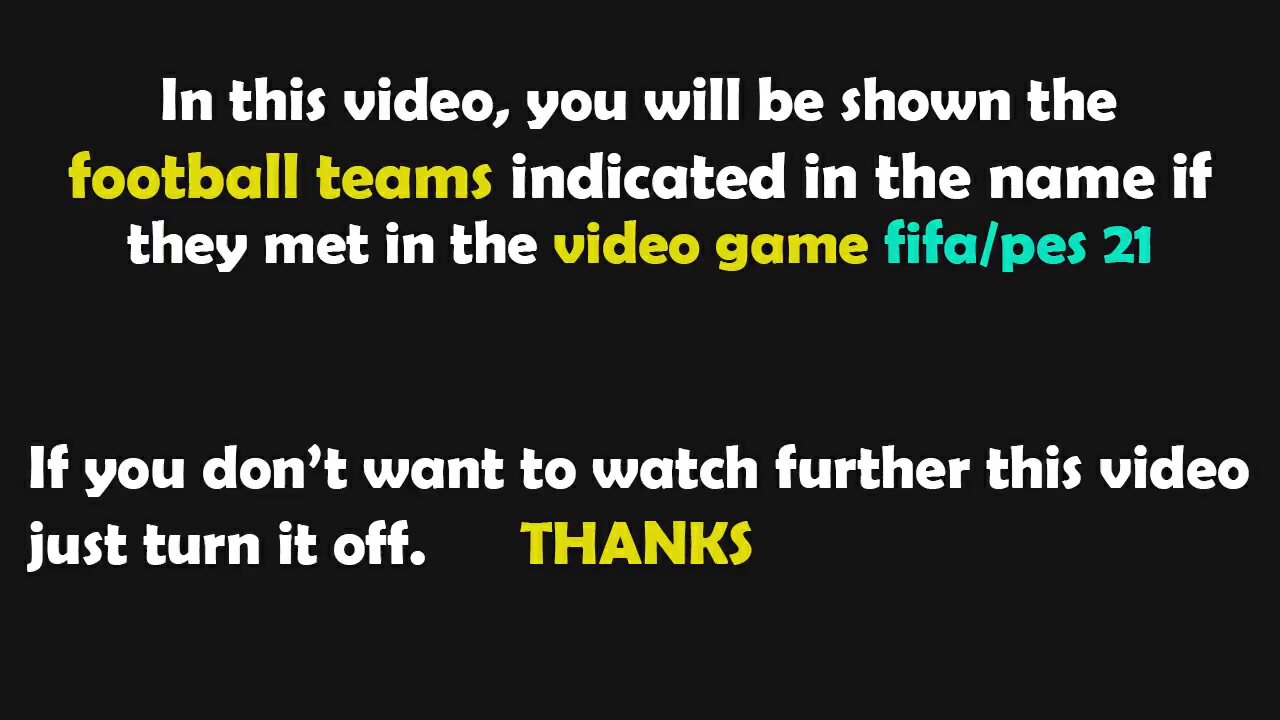 In this video, you will be shown the
football teams indicated in the name if
they met in the video game fifa/pes 21
If you don't want to watch further this video
just turn it off. THANKS